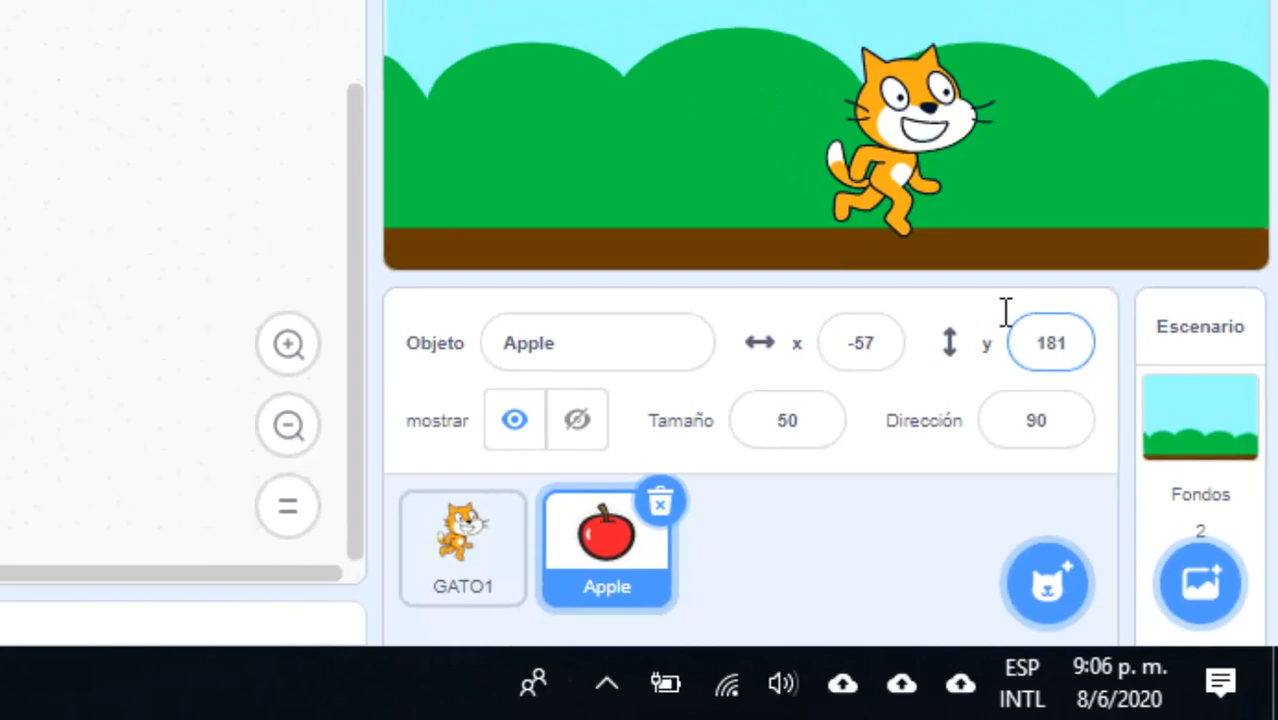 Objeto Apple x -57 y 181
mostrar Tamaño 50 Dirección 90
GATO1
Apple
Escenario
Fondos
2
ESP
INTL
9:06 p. m.
8/6/2020